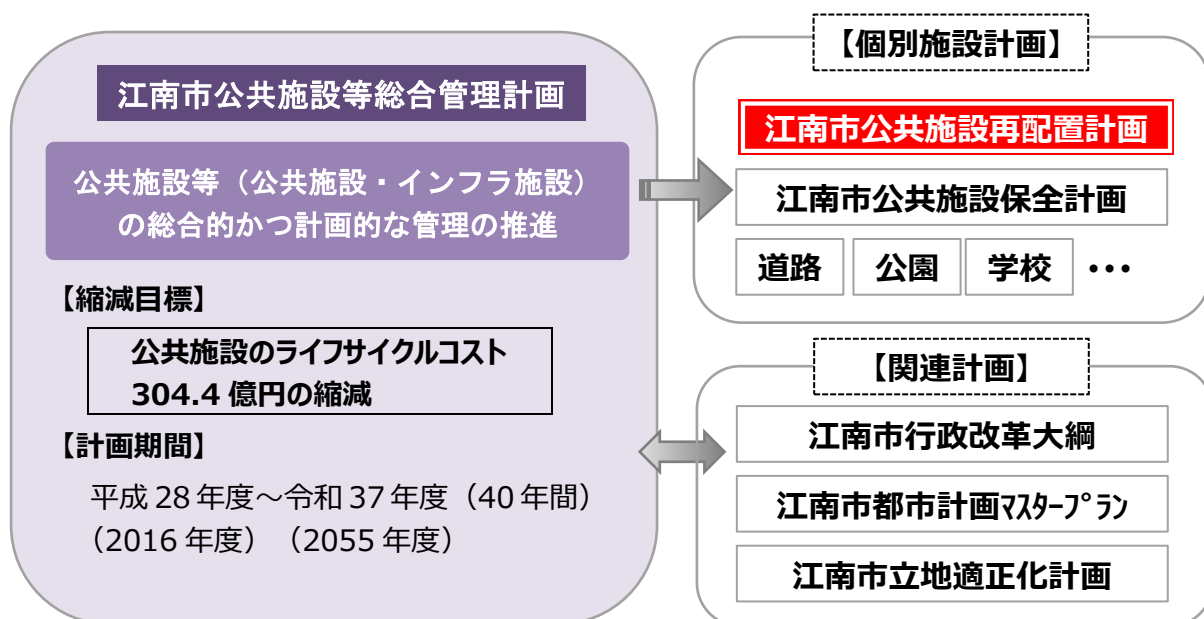 江南市公共施設等総合管理計画
公共施設等（公共施設・インフラ施設）
の総合的かつ計画的な管理の推進
【縮減目標】
公共施設のライフサイクルコスト
304.4 億円の縮減
【計画期間】
平成 28 年度～令和 37 年度（40 年間）
（2016 年度）（2055 年度）
【個別施設計画】
江南市公共施設再配置計画
江南市公共施設保全計画
道路
公園
学校
・・・
【関連計画】
江南市行政改革大綱
江南市都市計画ﾏｽﾀｰﾌﾟﾗﾝ
江南市立地適正化計画